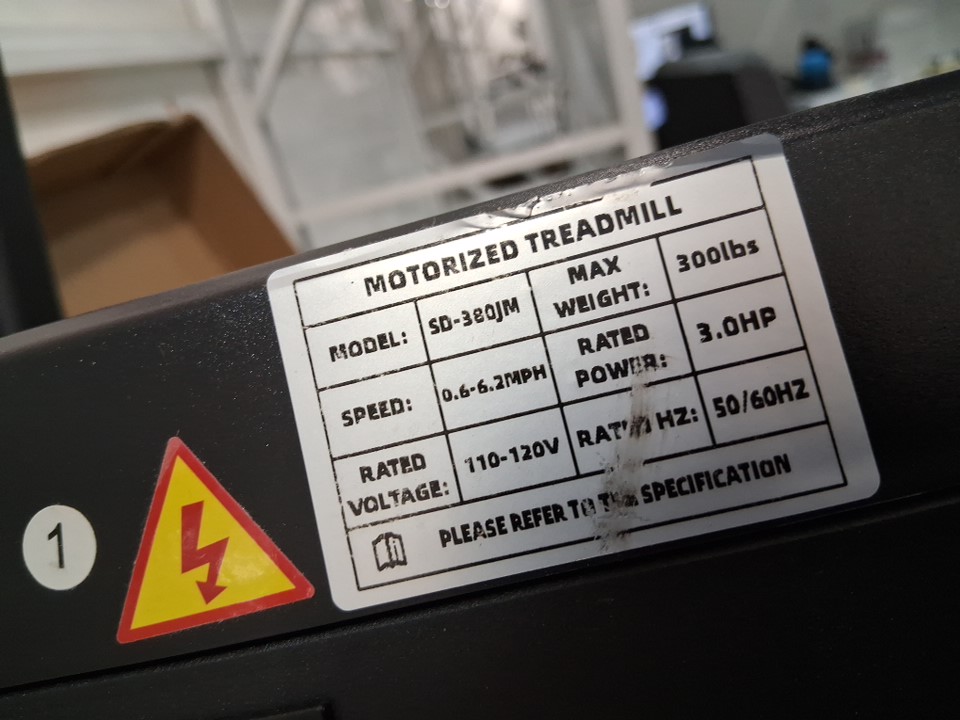 MOTORIZED TREADMILL
MODEL: SD-380JM MAX WEIGHT: 300lbs
SPEED: 0.6-6.2MPH RATED POWER: 3.0HP
RATED VOLTAGE: 110-120V HZ: 50/60HZ
PLEASE REFER TO SPECIFICATION
1